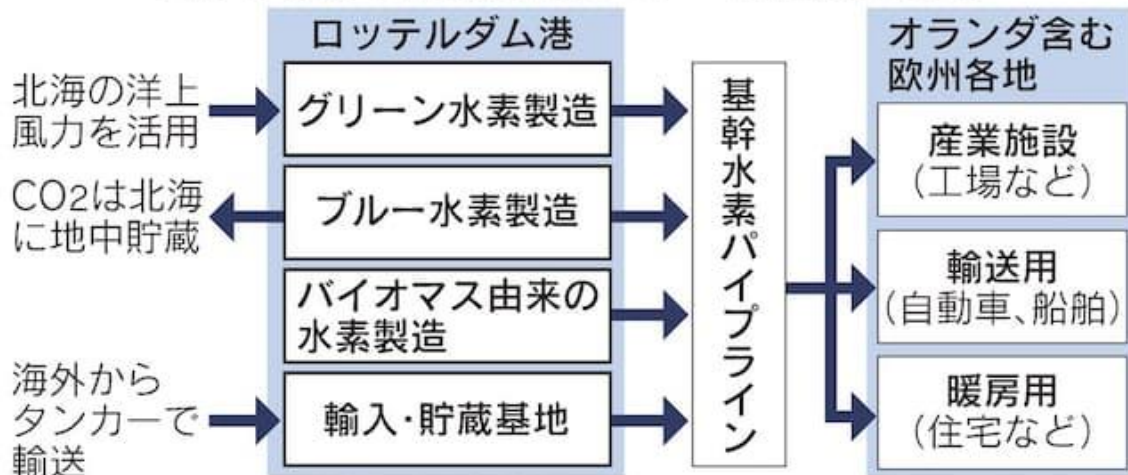 ロッテルダム港
北海の洋上
風力を活用
グリーン水素製造
CO2は北海
に地中貯蔵
ブルー水素製造
バイオマス由来の
水素製造
海外から
タンカーで
輸送
輸入・貯蔵基地
基幹水素パイプライン
オランダ含む
欧州各地
産業施設
(工場など)
輸送用
(自動車、船舶)
暖房用
(住宅など)